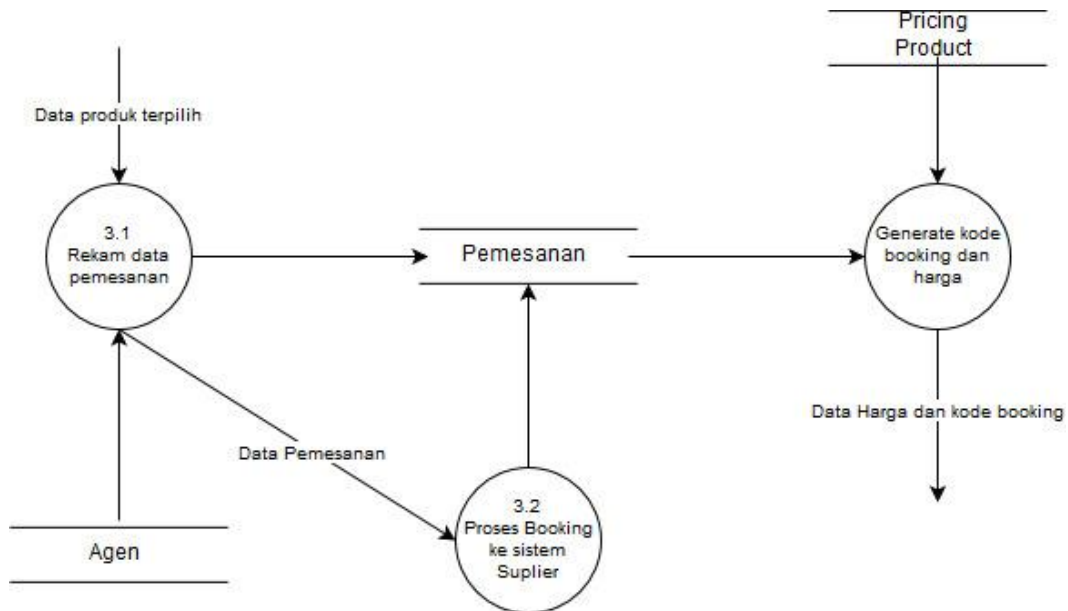 Pricing
Product
Data produk terpilih
3.1
Rekam data
pemesanan
Pemesanan
Generate kode
booking dan
harga
Data Harga dan kode booking
Data Pemesanan
3.2
Proses Booking
ke sistem
Suplier
Agen